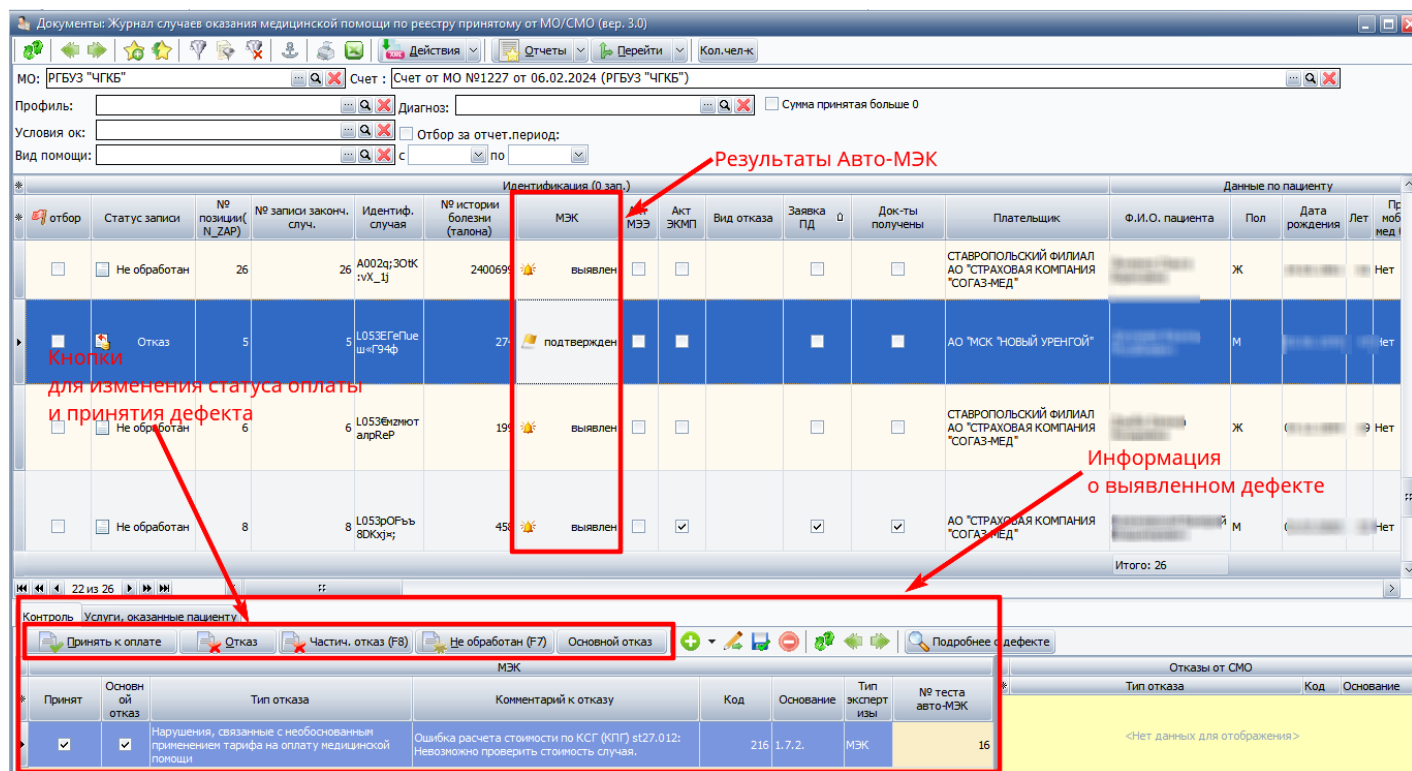 Документы: Журнал случаев оказания медицинской помощи по реестру принятому от МО/СМО (вер. 3.0)
Действия Отчеты Перейти Кол.чел-к
МО: РГБУЗ "ЧГКБ" Счет : Счет от МО №1227 от 06.02.2024 (РГБУЗ "ЧГКБ")
Профиль: Диагноз: Сумма принятая больше 0
Условия ок: Отбор за отчет.период:
Вид помощи: с по
Результаты Авто-МЭК
Идентификация (0 зап.) Данные по пациенту
отбор Статус записи № позиции( N_ZAP) № записи законч. случ. Идентиф. случая № истории болезни (талона) МЭК МЭЭ Акт ЭКМП Вид отказа Заявка ПД Док-ты получены Плательщик Ф.И.О. пациента Пол Дата рождения Лет
Не обработан 26 26 A002q;3OtK :vX_1j 2400699 выявлен СТАВРОПОЛЬСКИЙ ФИЛИАЛ АО "СТРАХОВАЯ КОМПАНИЯ "СОГАЗ-МЕД" Ж Нет
Отказ 5 5 274 подтвержден АО "МСК "НОВЫЙ УРЕНГОЙ" М Нет
Кнопки
для изменения статуса оплаты
и принятия дефекта
Не обработан 6 6 199 выявлен СТАВРОПОЛЬСКИЙ ФИЛИАЛ АО "СТРАХОВАЯ КОМПАНИЯ "СОГАЗ-МЕД" Ж 9 Нет
Информация
о выявленном дефекте
Не обработан 8 8 458 выявлен АО "СТРАХОВАЯ КОМПАНИЯ "СОГАЗ-МЕД" М Нет
Итого: 26
22 из 26
Контроль Услуги, оказанные пациенту
Принять к оплате Отказ Частич. отказ (F8) Не обработан (F7) Основной отказ Подробнее о дефекте
МЭК Отказы от СМО
Принят Основн ой отказ Тип отказа Комментарий к отказу Код Основание Тип эксперт изы № теста авто-МЭК Тип отказа Код Основание
Нарушения, связанные с необоснованным применением тарифа на оплату медицинской помощи Ошибка расчета стоимости по КСГ (КПГ) st27.012: Невозможно проверить стоимость случая. 216 1.7.2. МЭК 16 <Нет данных для отображения>